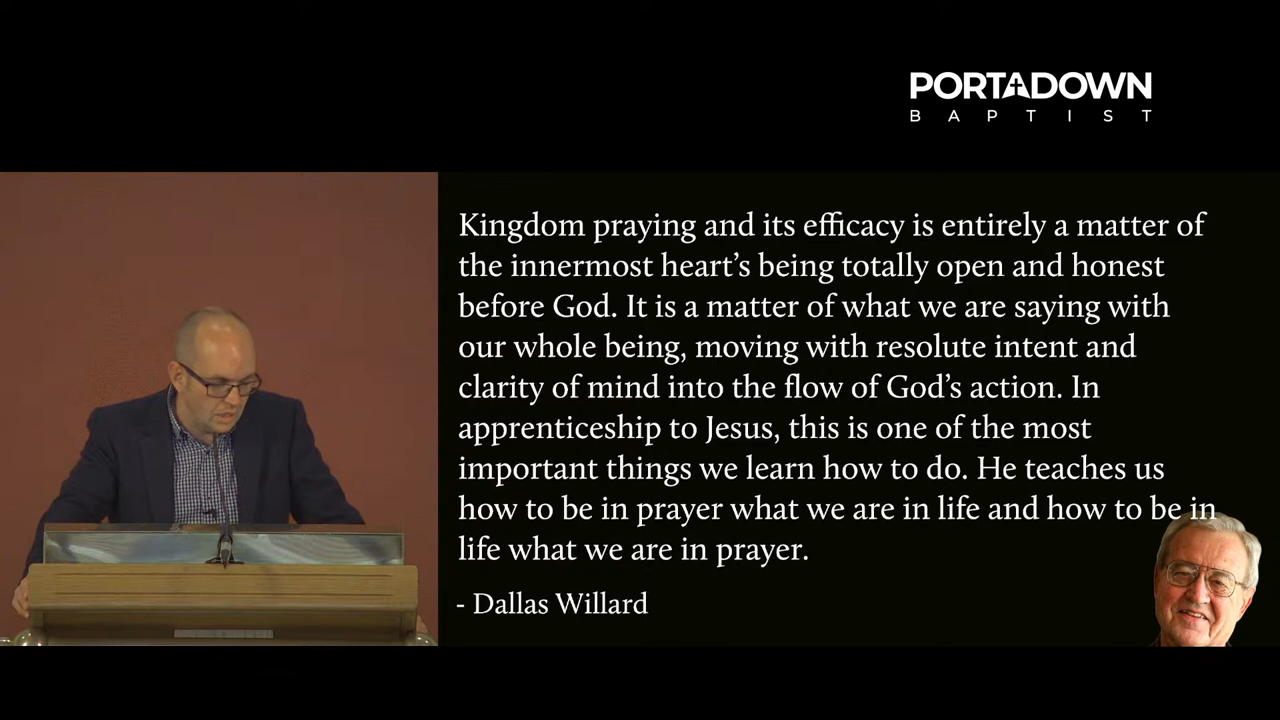 PORTADOWN
BAPTIST
Kingdom praying and its efficacy is entirely a matter of
the innermost heart’s being totally open and honest
before God. It is a matter of what we are saying with
our whole being, moving with resolute intent and
clarity of mind into the flow of God’s action. In
apprenticeship to Jesus, this is one of the most
important things we learn how to do. He teaches us
how to be in prayer what we are in life and how to be in
life what we are in prayer.
- Dallas Willard